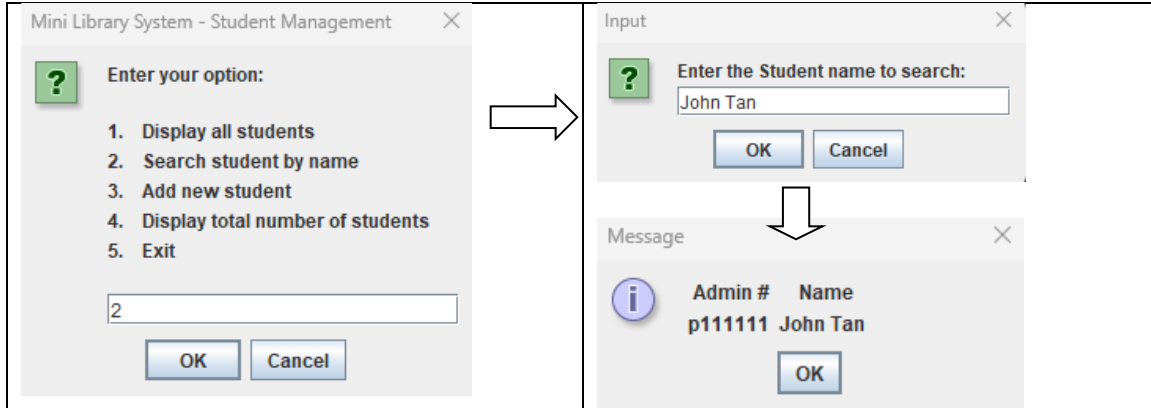 Mini Library System - Student Management
Enter your option:
1. Display all students
2. Search student by name
3. Add new student
4. Display total number of students
5. Exit
2
OK Cancel
Input
Enter the Student name to search:
John Tan
OK Cancel
Message
Admin # Name
p111111 John Tan
OK